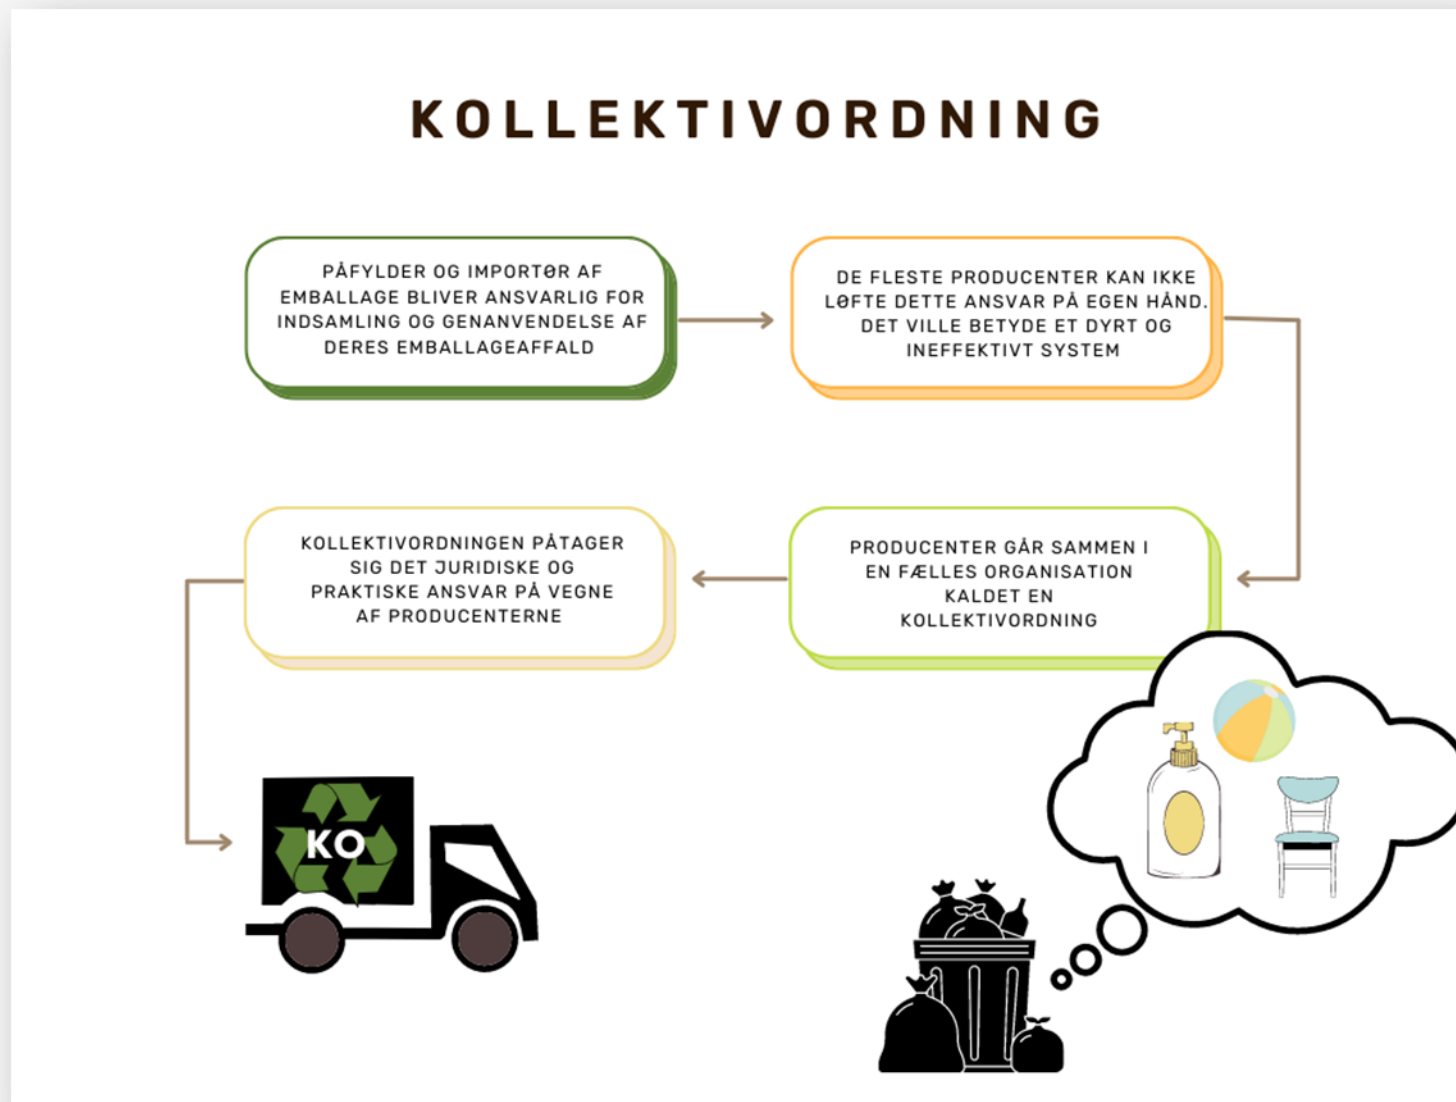 KOLLEKTIVORDNING
PÅFYLDER OG IMPORTØR AF
EMBALLAGE BLIVER ANSVARLIG FOR
INDSAMLING OG GENANVENDELSE AF
DERES EMBALLAGEAFFALD
DE FLESTE PRODUCENTER KAN IKKE
LØFTE DETTE ANSVAR PÅ EGEN HÅND.
DET VILLE BETYDE ET DYRT OG
INEFFEKTIVT SYSTEM
PRODUCENTER GÅR SAMMEN I
EN FÆLLES ORGANISATION
KALDET EN
KOLLEKTIVORDNING
KOLLEKTIVORDNINGEN PÅTAGER
SIG DET JURIDISKE OG
PRAKTISKE ANSVAR PÅ VEGNE
AF PRODUCENTERNE
KO